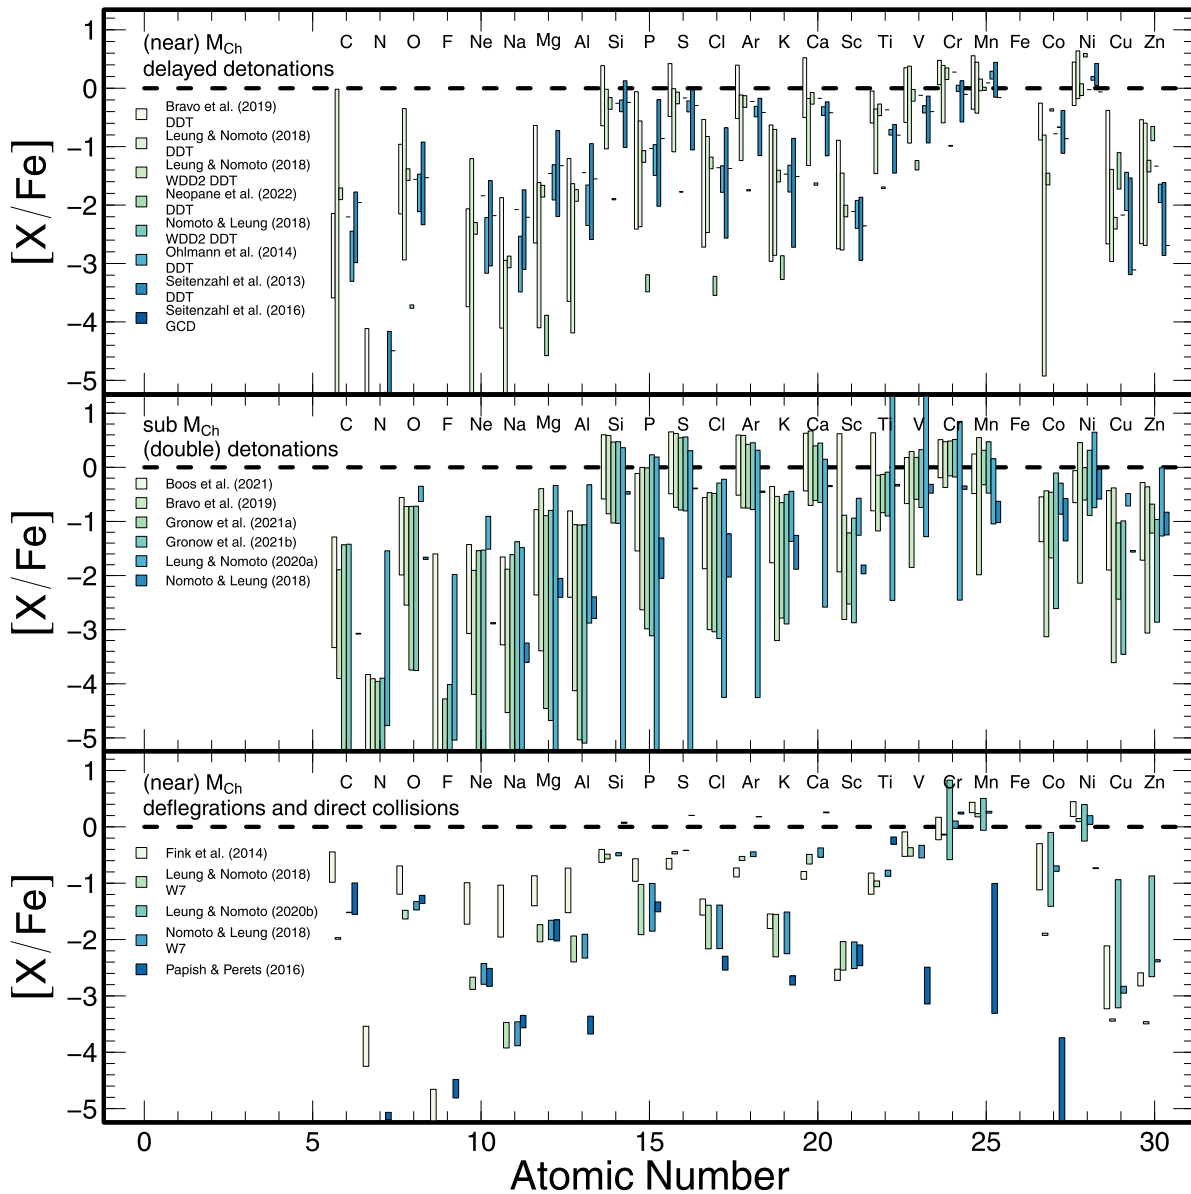 1
0
−1
−2
−3
−4
−5
[X/Fe]
(near) M_Ch
delayed detonations
C N O F Ne Na Mg Al Si P S Cl Ar K Ca Sc Ti V Cr Mn Fe Co Ni Cu Zn
Bravo et al. (2019)
DDT
Leung & Nomoto (2018)
DDT
Leung & Nomoto (2018)
WDD2 DDT
Neopane et al. (2022)
DDT
Nomoto & Leung (2018)
WDD2 DDT
Ohlmann et al. (2014)
DDT
Seitenzahl et al. (2013)
DDT
Seitenzahl et al. (2016)
GCD
1
0
−1
−2
−3
−4
−5
[X/Fe]
sub M_Ch
(double) detonations
C N O F Ne Na Mg Al Si P S Cl Ar K Ca Sc Ti V Cr Mn Fe Co Ni Cu Zn
Boos et al. (2021)
Bravo et al. (2019)
Gronow et al. (2021a)
Gronow et al. (2021b)
Leung & Nomoto (2020a)
Nomoto & Leung (2018)
1
0
−1
−2
−3
−4
−5
[X/Fe]
(near) M_Ch
deflegrations and direct collisions
C N O F Ne Na Mg Al Si P S Cl Ar K Ca Sc Ti V Cr Mn Fe Co Ni Cu Zn
Fink et al. (2014)
Leung & Nomoto (2018)
W7
Leung & Nomoto (2020b)
Nomoto & Leung (2018)
W7
Papish & Perets (2016)
0 5 10 15 20 25 30
Atomic Number